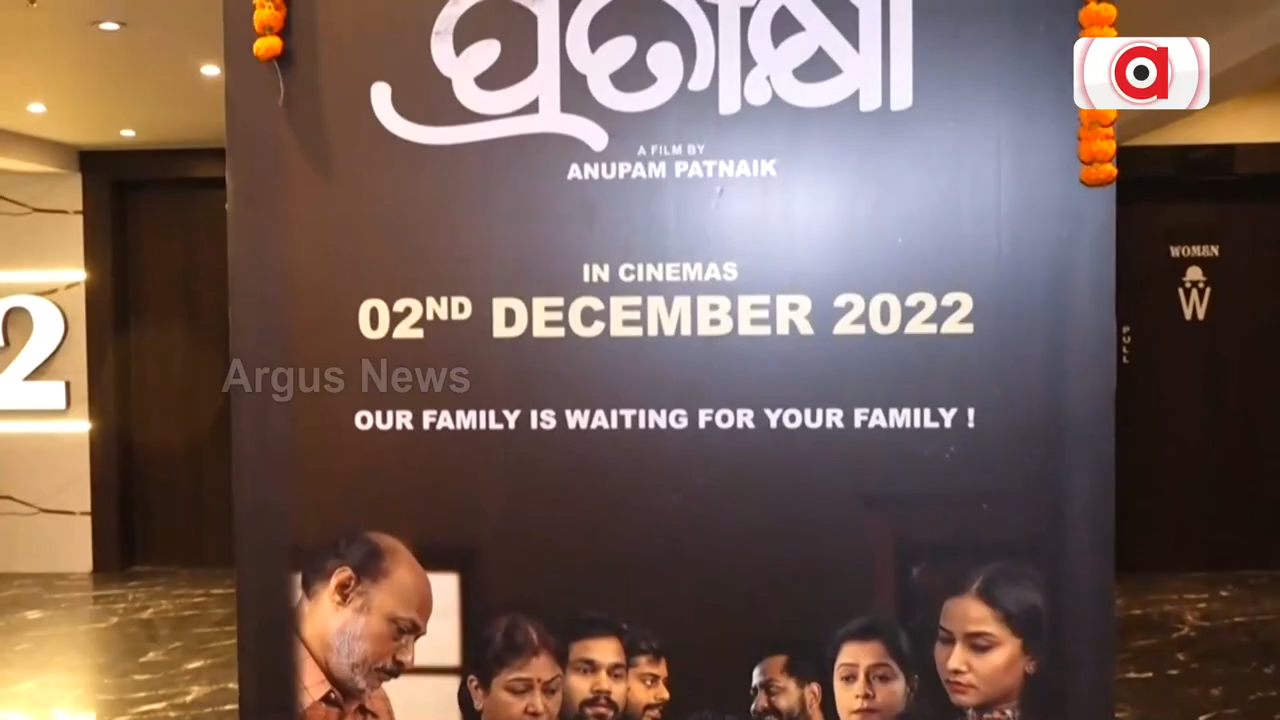 ପ୍ରତୀକ୍ଷା
A FILM BY
ANUPAM PATNAIK
IN CINEMAS
02ND DECEMBER 2022
OUR FAMILY IS WAITING FOR YOUR FAMILY !
Argus News
a
2
WOMEN
W
PULL